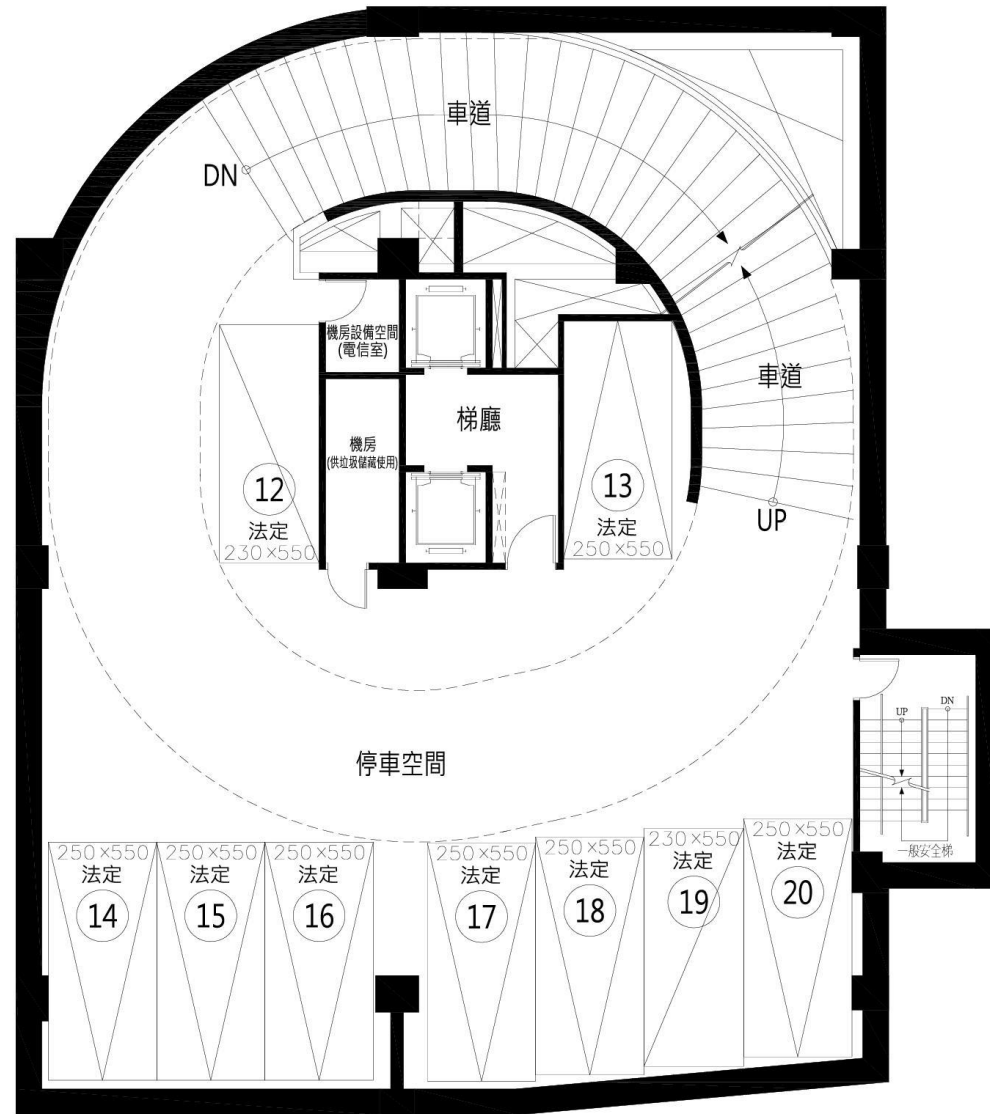 車道
DN
機房設備空間
(電信室)
車道
梯廳
機房
(供垃圾儲藏使用)
12
法定
230×550
13
法定
250×550
UP
停車空間
UP
DN
一般安全梯
250×550
法定
14
250×550
法定
15
250×550
法定
16
250×550
法定
17
250×550
法定
18
230×550
法定
19
250×550
法定
20